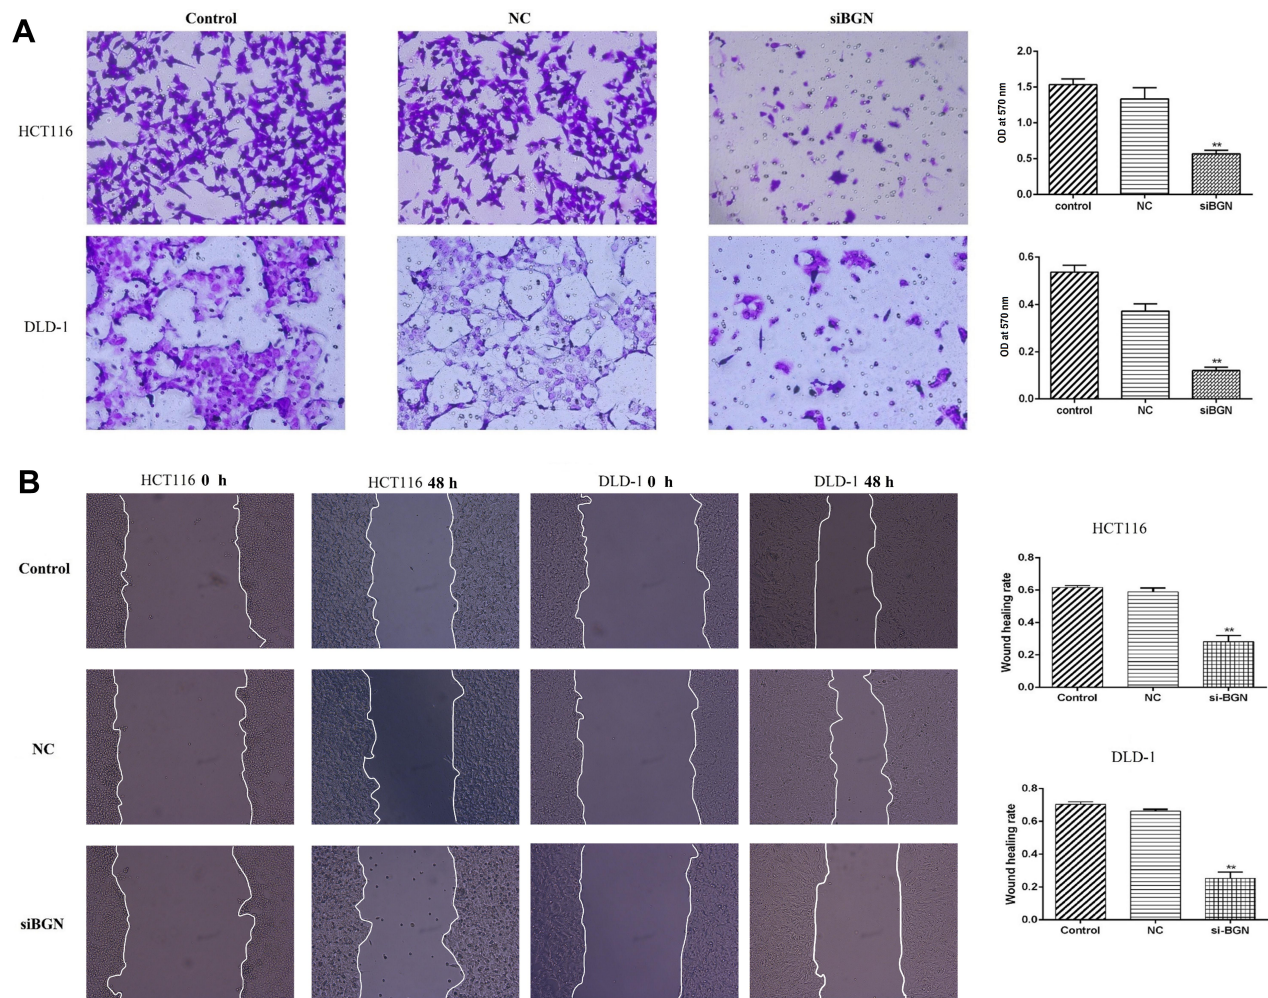 A
Control NC siBGN
HCT116
OD at 570 nm
2.0
1.5
1.0
0.5
0.0
**
control NC siBGN
DLD-1
OD at 570 nm
0.6
0.4
0.2
0.0
**
control NC siBGN
B
HCT116 0 h HCT116 48 h DLD-1 0 h DLD-1 48 h
Control
NC
siBGN
HCT116
Wound healing rate
0.8
0.6
0.4
0.2
0.0
**
Control NC si-BGN
DLD-1
Wound healing rate
0.8
0.6
0.4
0.2
0.0
**
Control NC si-BGN